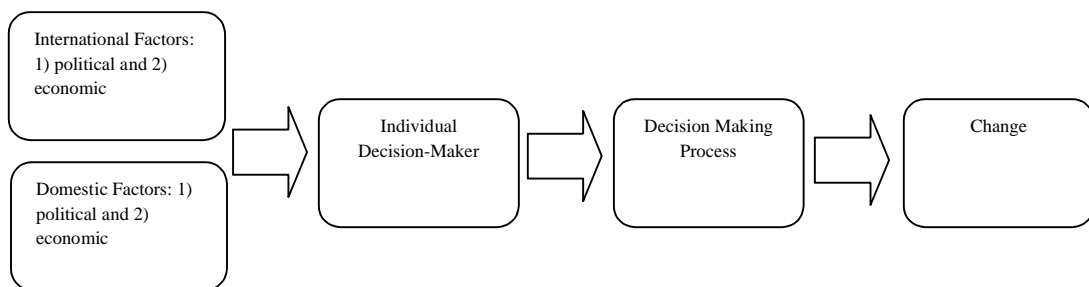 International Factors:
1) political and 2)
economic
Domestic Factors: 1)
political and 2)
economic
Individual
Decision-Maker
Decision Making
Process
Change